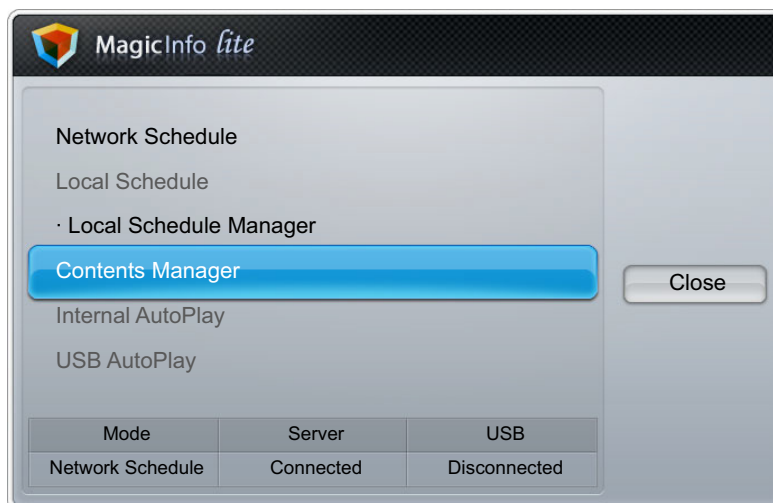 MagicInfo lite
Network Schedule
Local Schedule
· Local Schedule Manager
Contents Manager
Close
Internal AutoPlay
USB AutoPlay
Mode Server USB
Network Schedule Connected Disconnected